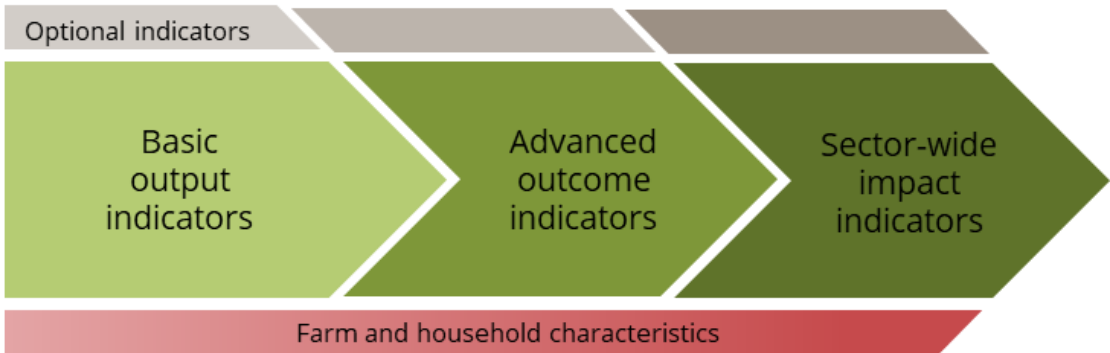 Optional indicators
Basic
output
indicators
Advanced
outcome
indicators
Sector-wide
impact
indicators
Farm and household characteristics